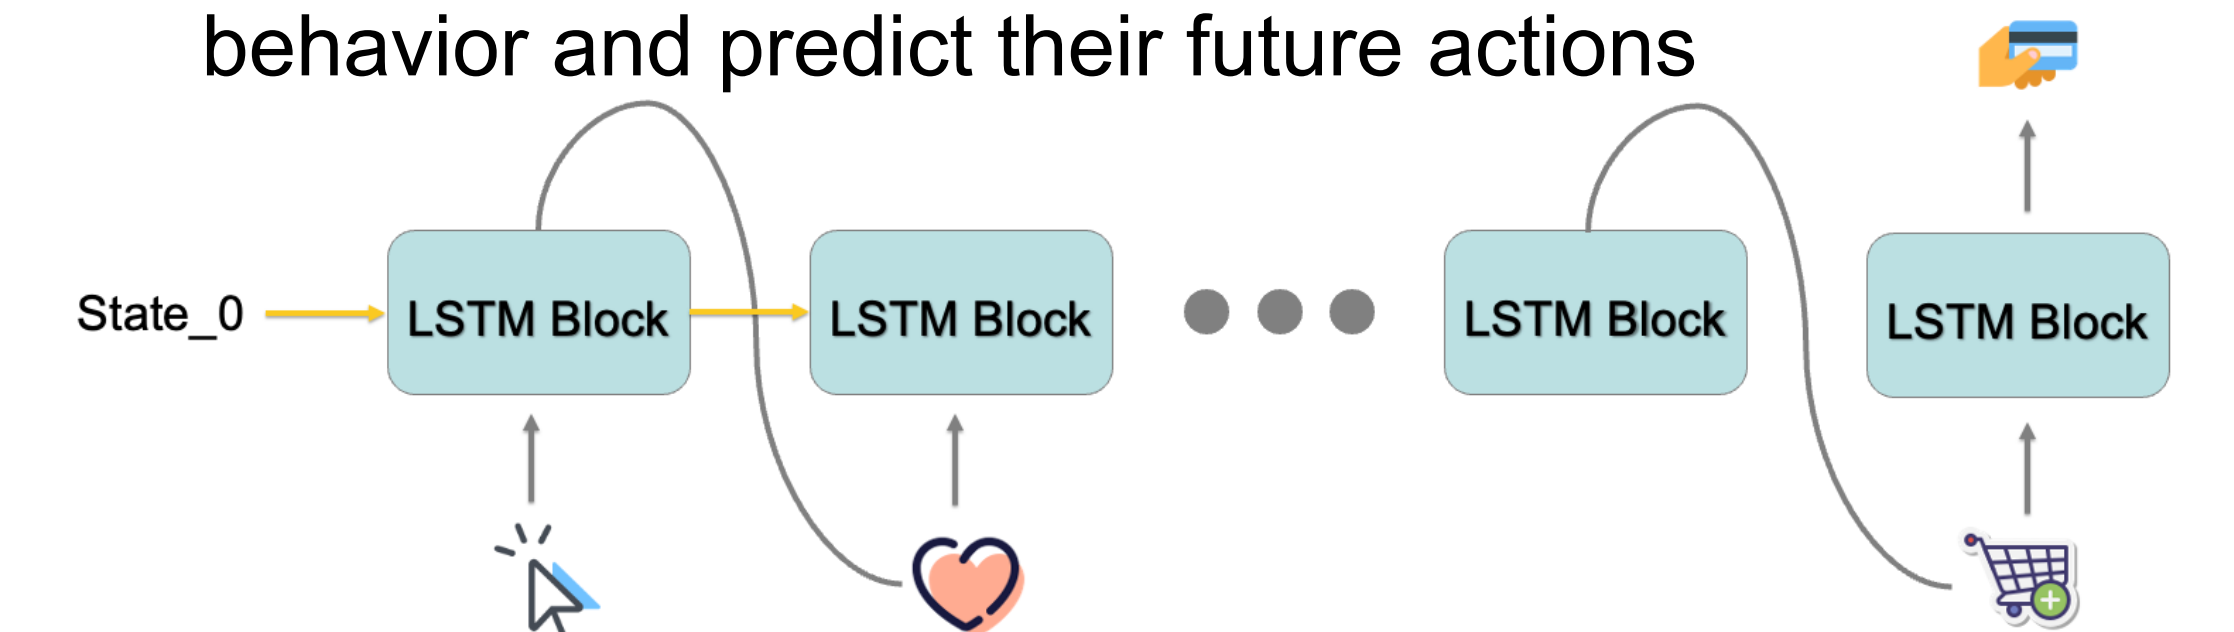 behavior and predict their future actions
State_0
LSTM Block
LSTM Block
LSTM Block
LSTM Block